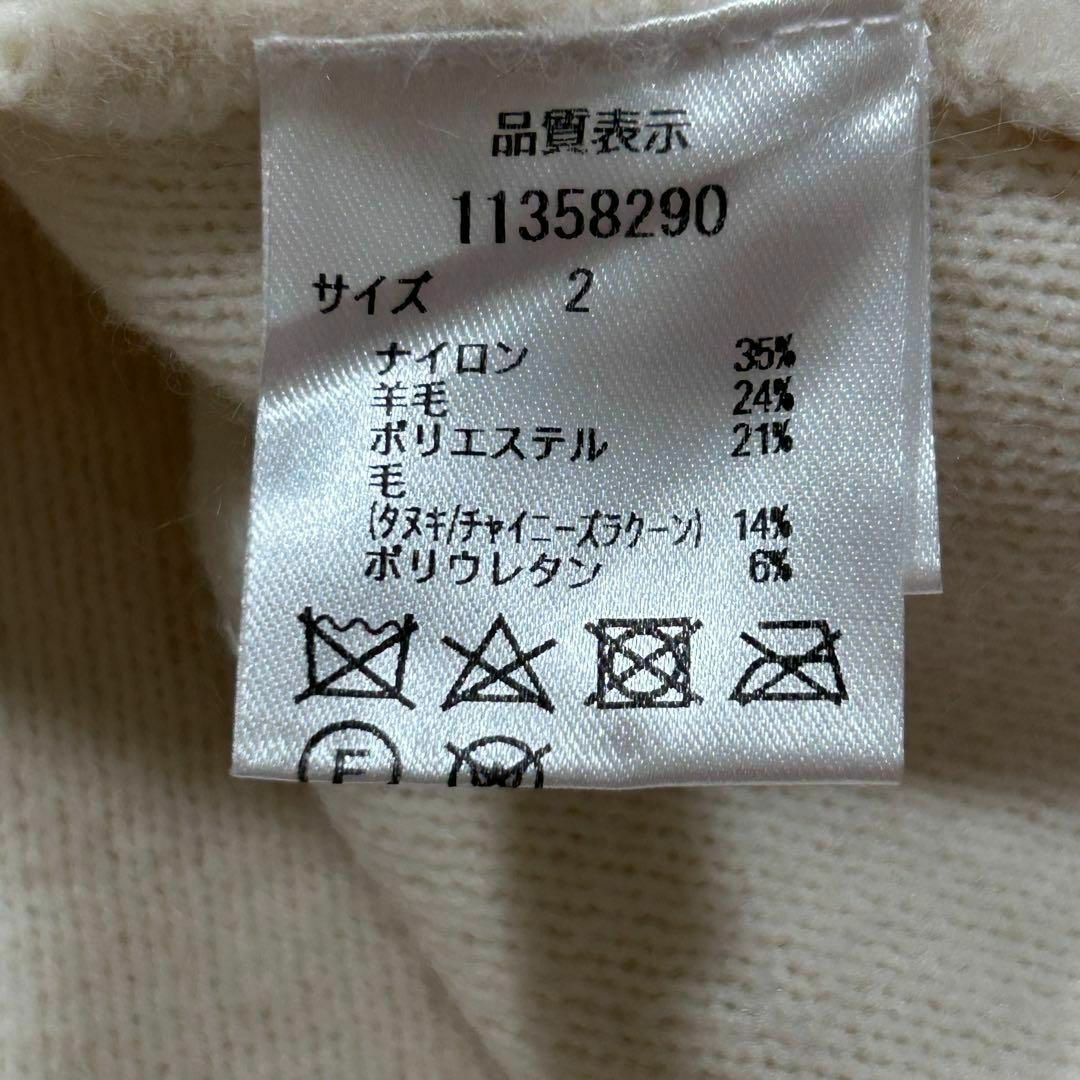 品質表示
11358290
サイズ 2
ナイロン 35%
羊毛 24%
ポリエステル 21%
毛
(タヌキ/チャイニーズラクーン) 14%
ポリウレタン 6%
F W